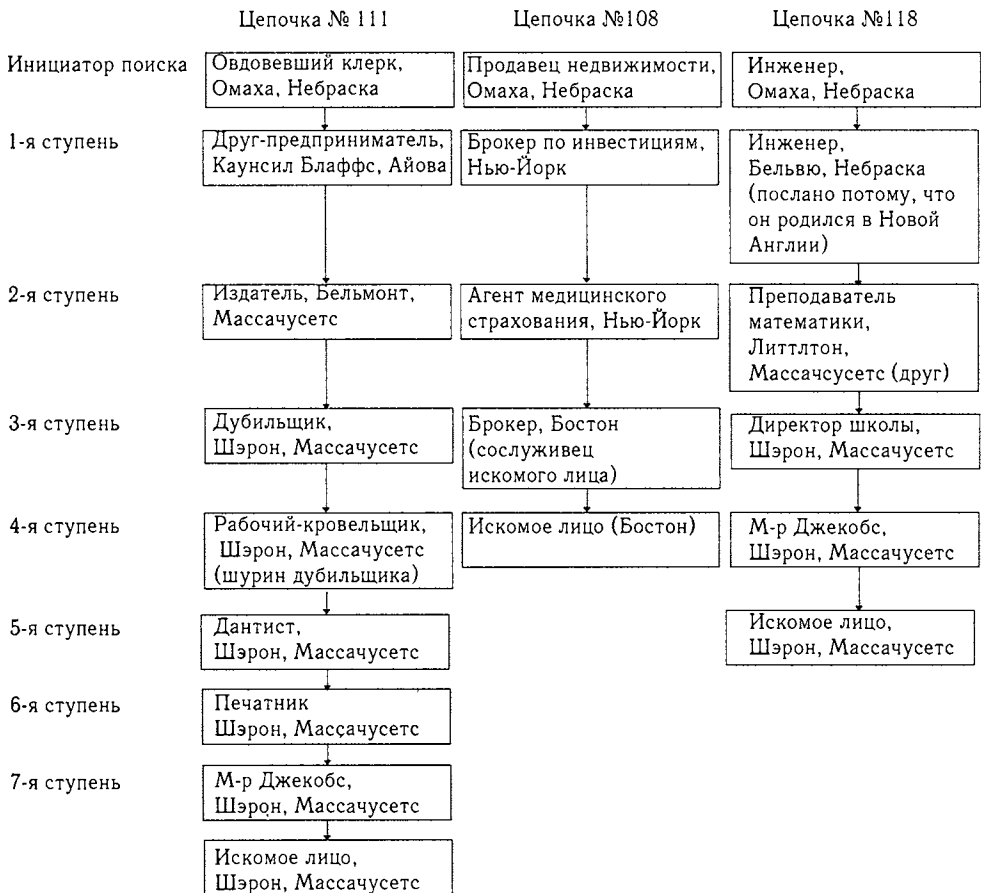 Цепочка № 111
Цепочка №108
Цепочка №118
Инициатор поиска
Овдовевший клерк,
Омаха, Небраска
Продавец недвижимости,
Омаха, Небраска
Инженер,
Омаха, Небраска
1-я ступень
Друг-предприниматель,
Каунсил Блаффс, Айова
Брокер по инвестициям,
Нью-Йорк
Инженер,
Бельвю, Небраска
(послано потому, что
он родился в Новой
Англии)
2-я ступень
Издатель, Бельмонт,
Массачусетс
Агент медицинского
страхования, Нью-Йорк
Преподаватель
математики,
Литтлтон,
Массачсусетс (друг)
3-я ступень
Дубильщик,
Шэрон, Массачусетс
Брокер, Бостон
(сослуживец
искомого лица)
Директор школы,
Шэрон, Массачусетс
4-я ступень
Рабочий-кровельщик,
Шэрон, Массачусетс
(шурин дубильщика)
Искомое лицо (Бостон)
М-р Джекобс,
Шэрон, Массачусетс
5-я ступень
Дантист,
Шэрон, Массачусетс
Искомое лицо,
Шэрон, Массачусетс
6-я ступень
Печатник
Шэрон, Массачусетс
7-я ступень
М-р Джекобс,
Шэрон, Массачусетс
Искомое лицо,
Шэрон, Массачусетс